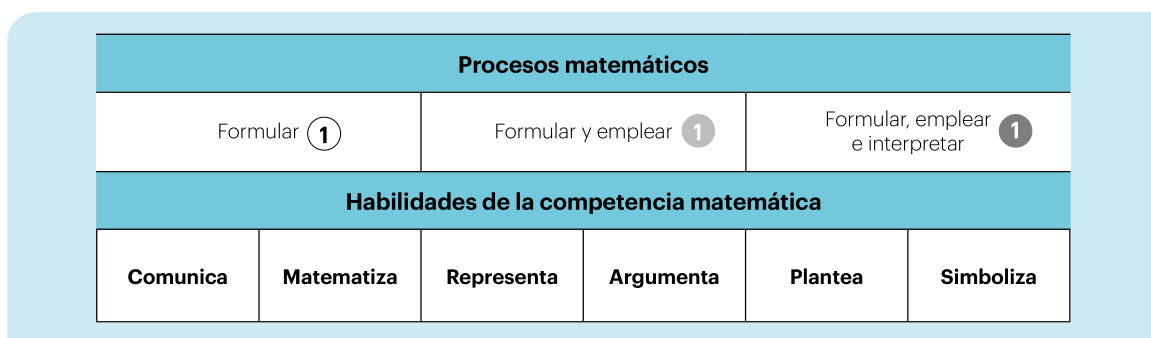 Procesos matemáticos
Formular 1
Formular y emplear 1
Formular, emplear
e interpretar 1
Habilidades de la competencia matemática
Comunica
Matematiza
Representa
Argumenta
Plantea
Simboliza